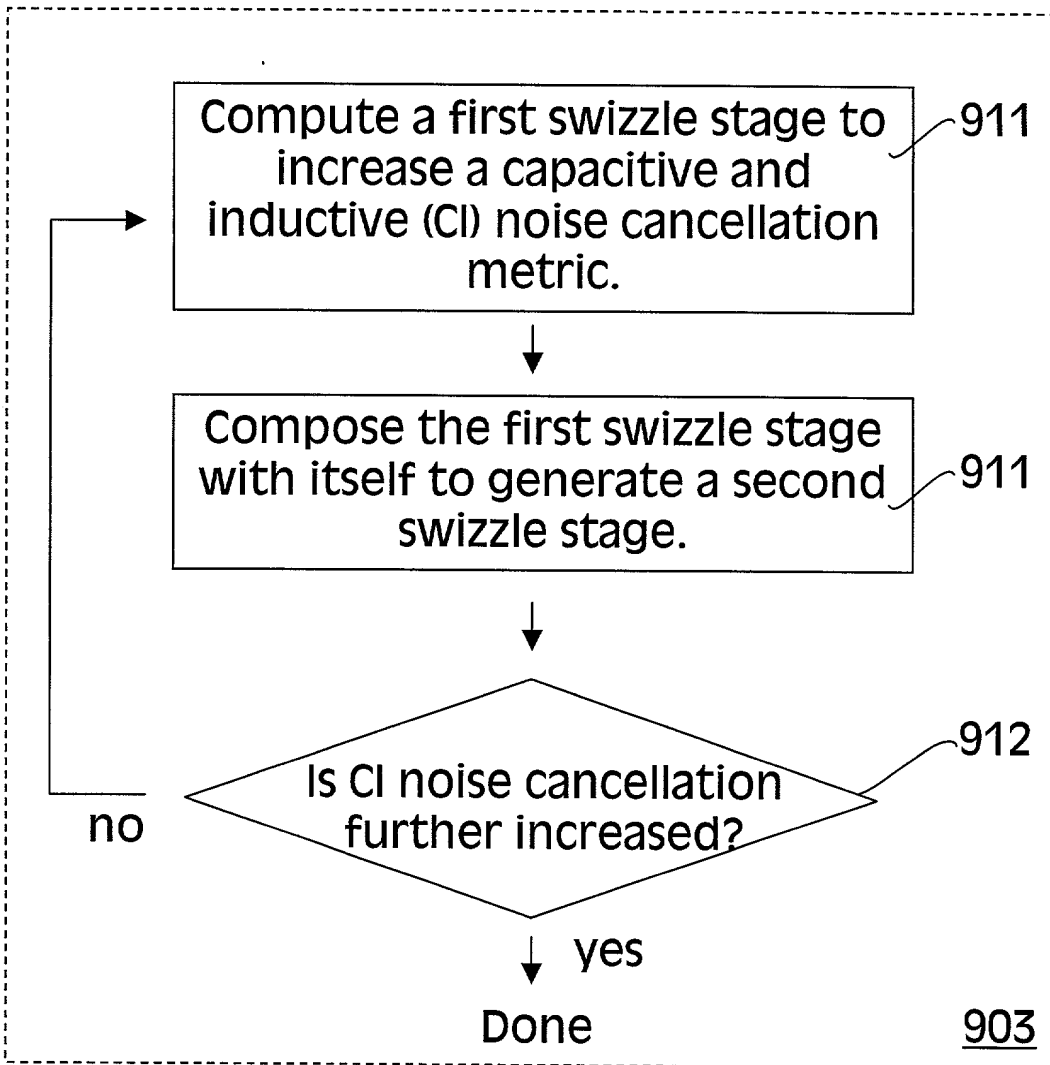 Compute a first swizzle stage to
increase a capacitive and
inductive (CI) noise cancellation
metric.
911
Compose the first swizzle stage
with itself to generate a second
swizzle stage.
911
Is CI noise cancellation
further increased?
912
no
yes
Done
903